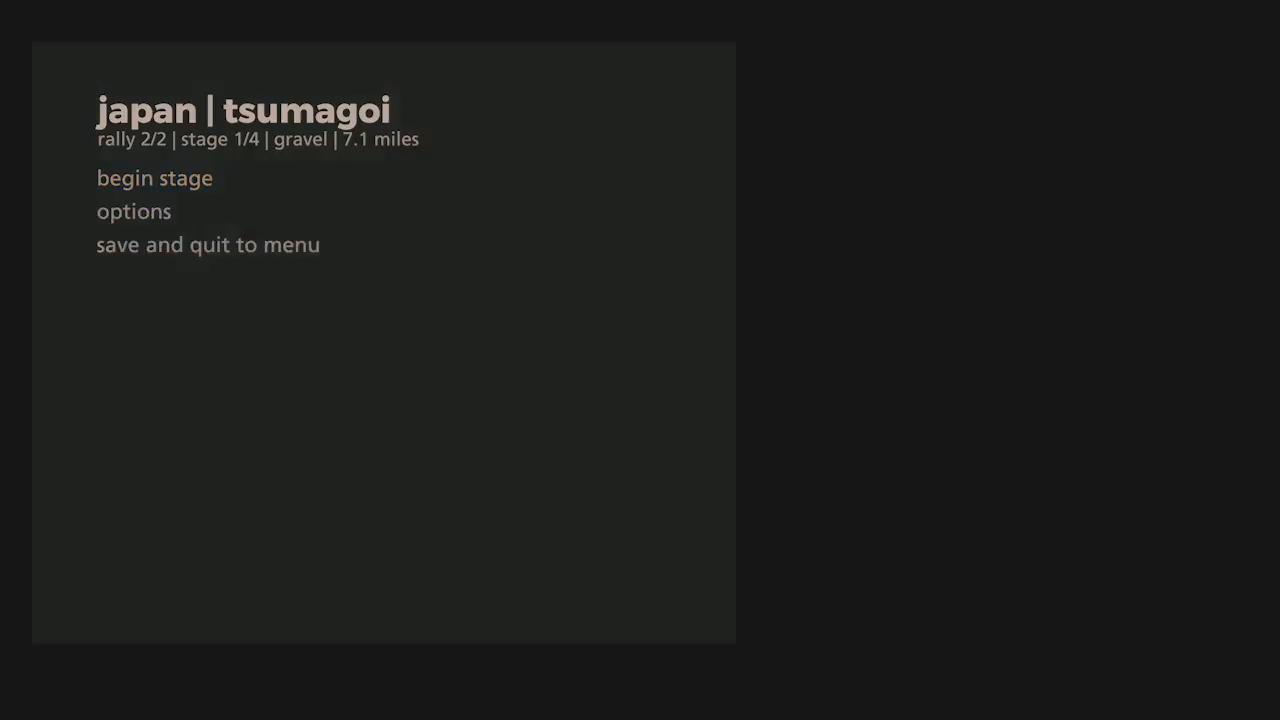 japan | tsumagoi
rally 2/2 | stage 1/4 | gravel | 7.1 miles
begin stage
options
save and quit to menu